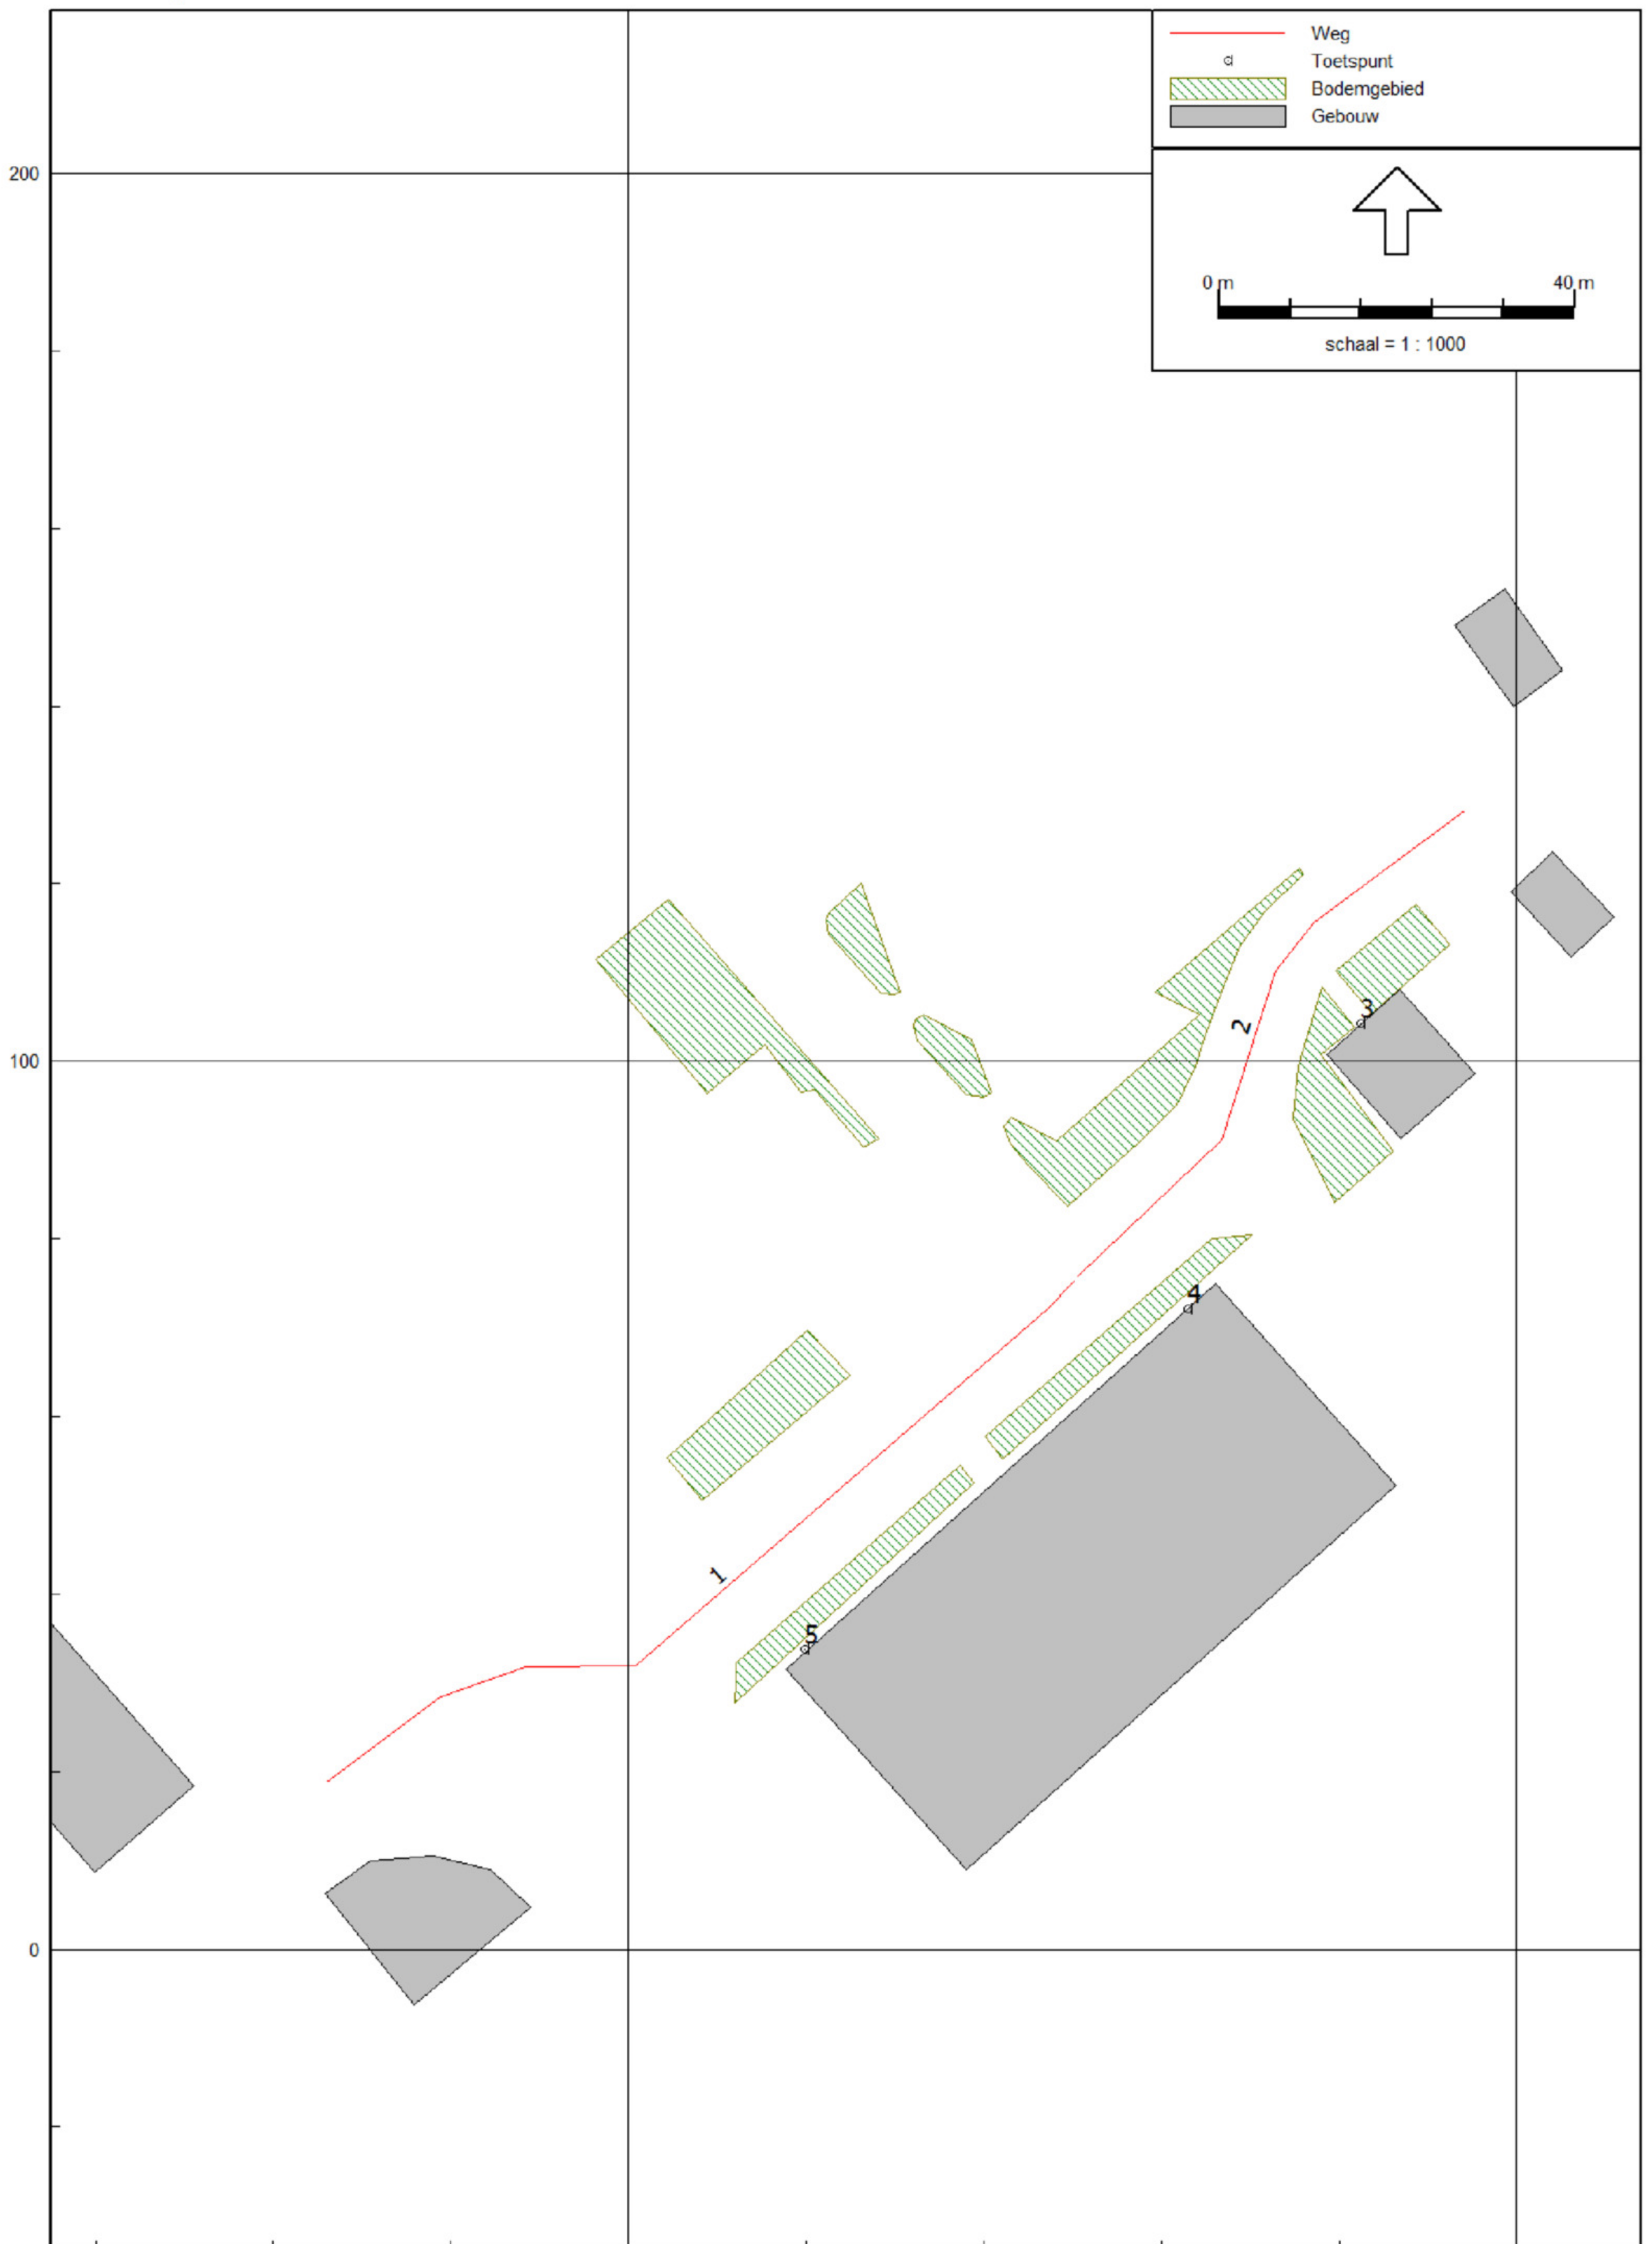 Weg
Toetspunt
Bodemgebied
Gebouw
200
0 m 40 m
schaal = 1 : 1000
3
2
100
4
1
5
0